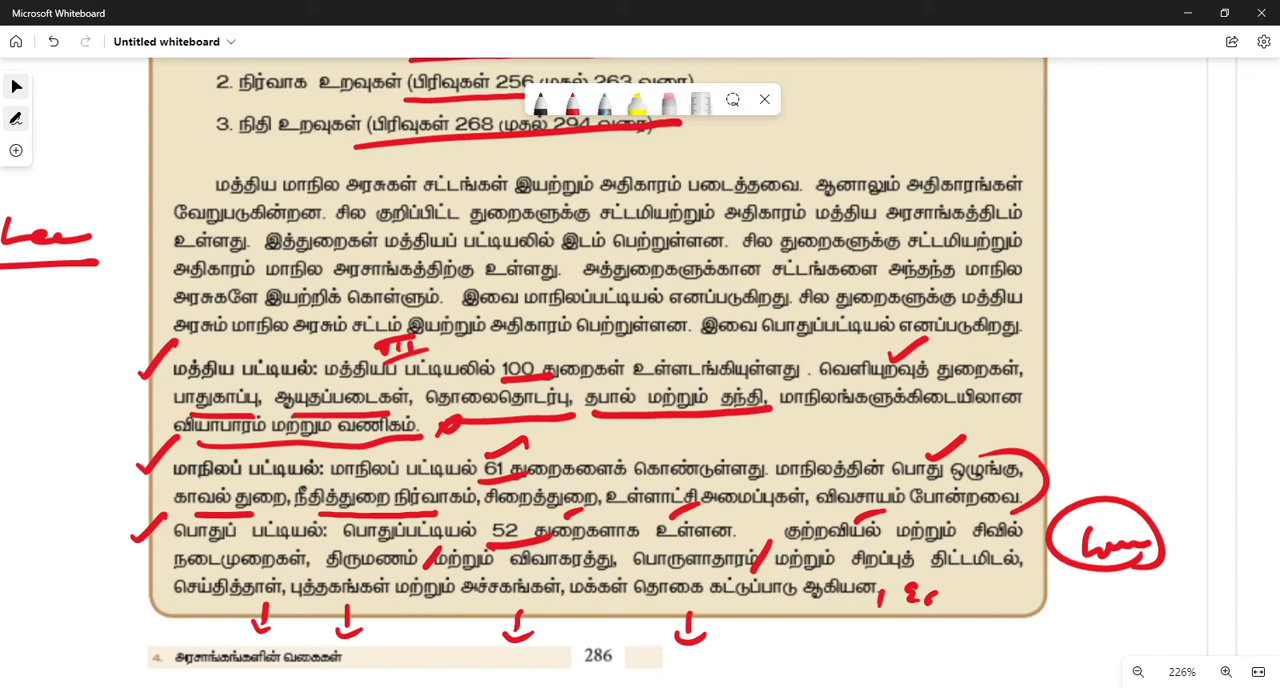 Microsoft Whiteboard
Untitled whiteboard
2. நிர்வாக உறவுகள் (பிரிவுகள் 256 முதல் 263 வரை)
3. நிதி உறவுகள் (பிரிவுகள் 268 முதல் 294 வரை)
மத்திய மாநில அரசுகள் சட்டங்கள் இயற்றும் அதிகாரம் படைத்தவை. ஆனாலும் அதிகாரங்கள்
வேறுபடுகின்றன. சில குறிப்பிட்ட துறைகளுக்கு சட்டமியற்றும் அதிகாரம் மத்திய அரசாங்கத்திடம்
உள்ளது. இத்துறைகள் மத்தியப் பட்டியலில் இடம் பெற்றுள்ளன. சில துறைகளுக்கு சட்டமியற்றும்
அதிகாரம் மாநில அரசாங்கத்திற்கு உள்ளது. அத்துறைகளுக்கான சட்டங்களை அந்தந்த மாநில
அரசுகளே இயற்றிக் கொள்ளும். இவை மாநிலப்பட்டியல் எனப்படுகிறது. சில துறைகளுக்கு மத்திய
அரசும் மாநில அரசும் சட்டம் இயற்றும் அதிகாரம் பெற்றுள்ளன. இவை பொதுப்பட்டியல் எனப்படுகிறது.
VII
மத்திய பட்டியல்: மத்தியப் பட்டியலில் 100 துறைகள் உள்ளடங்கியுள்ளது . வெளியுறவுத் துறைகள்,
பாதுகாப்பு, ஆயுதப்படைகள், தொலைதொடர்பு, தபால் மற்றும் தந்தி, மாநிலங்களுக்கிடையிலான
வியாபாரம் மற்றும் வணிகம்.
மாநிலப் பட்டியல்: மாநிலப் பட்டியல் 61 துறைகளைக் கொண்டுள்ளது. மாநிலத்தின் பொது ஒழுங்கு,
காவல் துறை, நீதித்துறை நிர்வாகம், சிறைத்துறை, உள்ளாட்சி அமைப்புகள், விவசாயம் போன்றவை.
பொதுப் பட்டியல்: பொதுப்பட்டியல் 52 துறைகளாக உள்ளன. குற்றவியல் மற்றும் சிவில்
நடைமுறைகள், திருமணம் மற்றும் விவாகரத்து, பொருளாதாரம் மற்றும் சிறப்புத் திட்டமிடல்,
செய்தித்தாள், புத்தகங்கள் மற்றும் அச்சகங்கள், மக்கள் தொகை கட்டுப்பாடு ஆகியன.
4. அரசாங்கங்களின் வகைகள்
286
226%